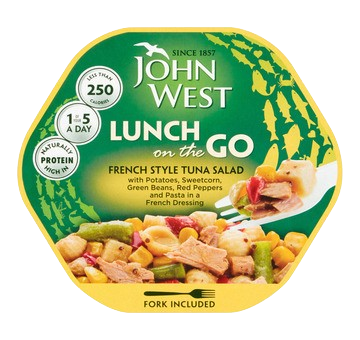 SINCE 1857
JOHN
WEST
LESS THAN
250
CALORIES
1 OF YOUR 5
A DAY
NATURALLY
PROTEIN
HIGH IN
LUNCH
on the GO
FRENCH STYLE TUNA SALAD
with Potatoes, Sweetcorn,
Green Beans, Red Peppers
and Pasta in a
French Dressing
FORK INCLUDED